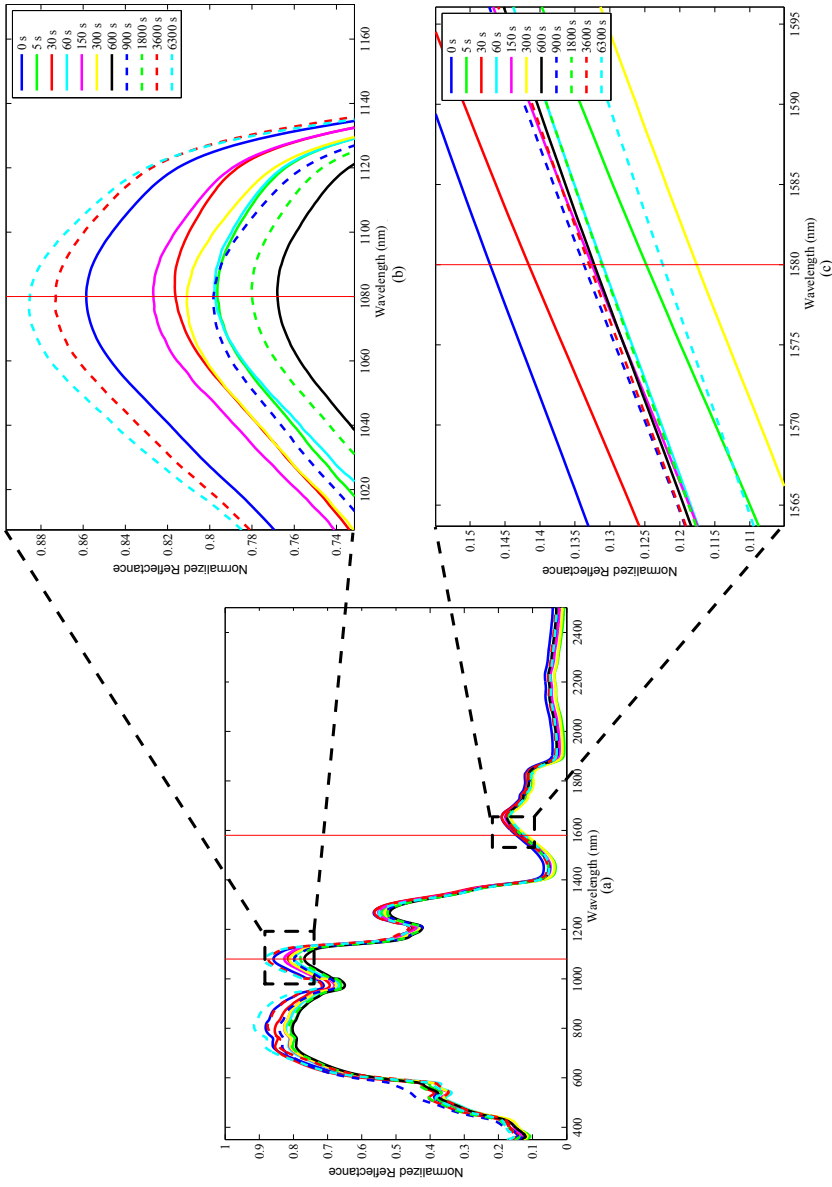 1
0.9
0.8
0.7
0.6
0.5
0.4
0.3
0.2
0.1
0
Normalized Reflectance
400
600
800
1000
1200
1400
1600
1800
2000
2200
2400
Wavelength (nm)
(a)
0.88
0.86
0.84
0.82
0.8
0.78
0.76
0.74
Normalized Reflectance
1020
1040
1060
1080
1100
1120
1140
1160
Wavelength (nm)
(b)
0 s
5 s
30 s
60 s
150 s
300 s
600 s
900 s
1800 s
3600 s
6300 s
0.15
0.145
0.14
0.135
0.13
0.125
0.12
0.115
0.11
Normalized Reflectance
1565
1570
1575
1580
1585
1590
1595
Wavelength (nm)
(c)
0 s
5 s
30 s
60 s
150 s
300 s
600 s
900 s
1800 s
3600 s
6300 s